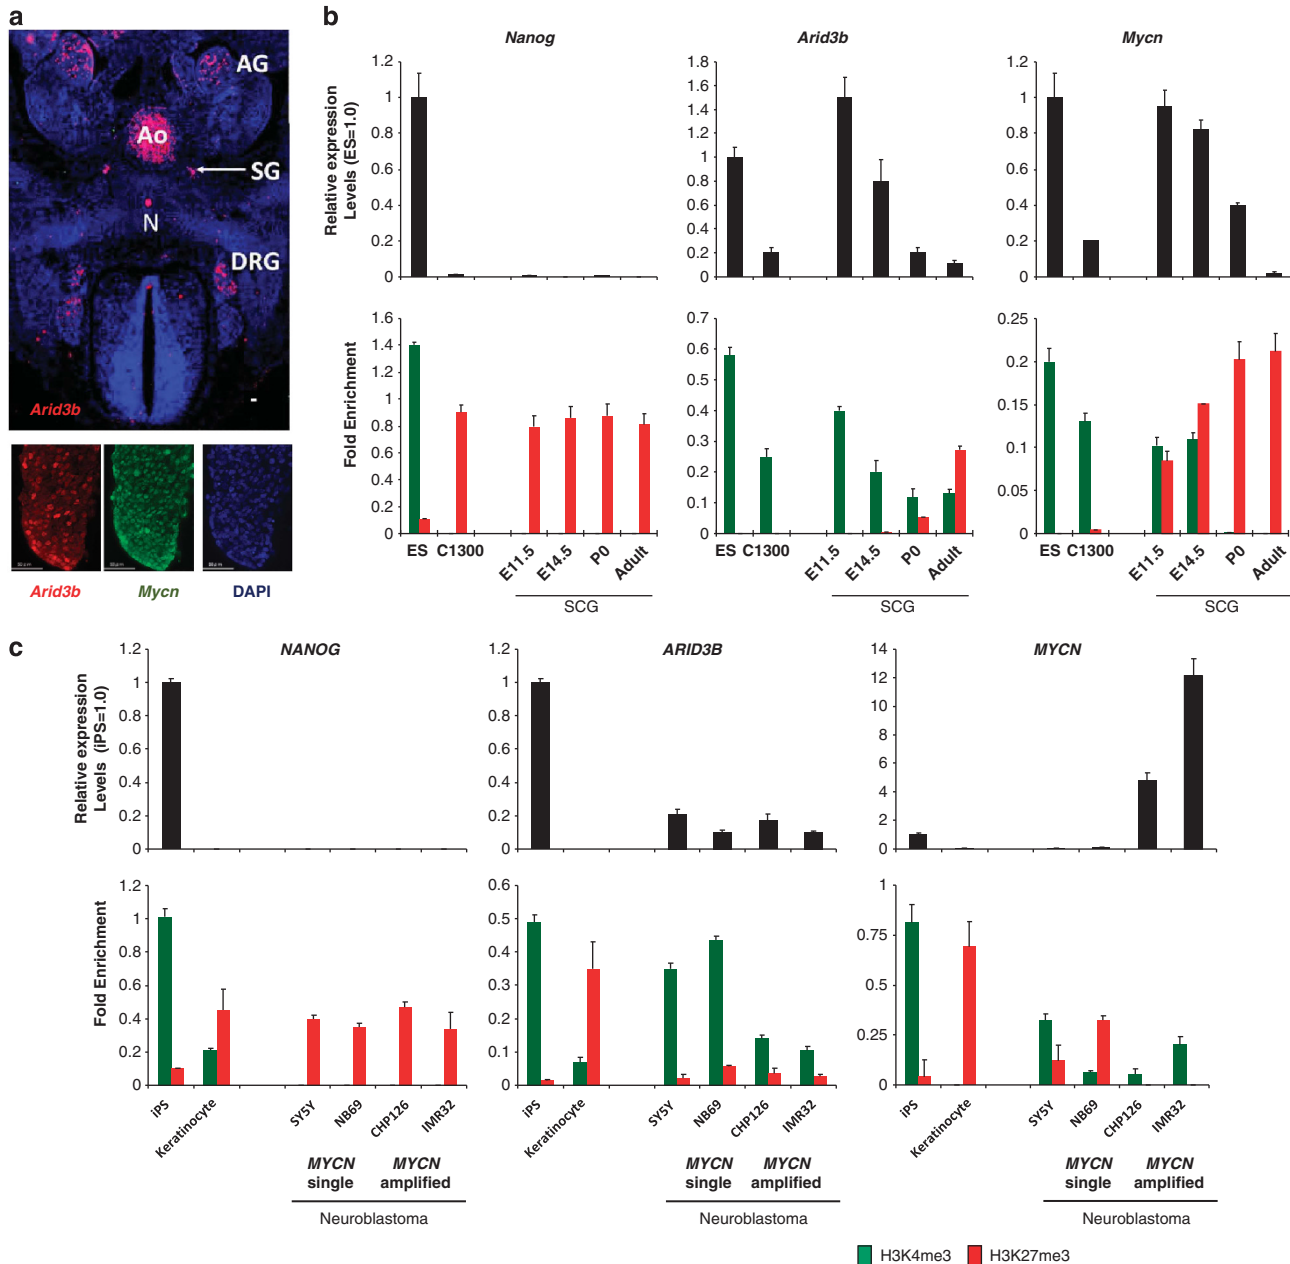 a
AG
Ao
SG
N
DRG
Arid3b
Arid3b
Mycn
DAPI
b
Nanog
Arid3b
Mycn
Relative expression
Levels (ES=1.0)
1.2
1
0.8
0.6
0.4
0.2
0
1.8
1.6
1.4
1.2
1
0.8
0.6
0.4
0.2
0
1.2
1
0.8
0.6
0.4
0.2
0
Fold Enrichment
1.6
1.4
1.2
1
0.8
0.6
0.4
0.2
0
0.7
0.6
0.5
0.4
0.3
0.2
0.1
0
0.25
0.2
0.15
0.1
0.05
0
ES C1300 E11.5 E14.5 P0 Adult
SCG
ES C1300 E11.5 E14.5 P0 Adult
SCG
ES C1300 E11.5 E14.5 P0 Adult
SCG
c
NANOG
ARID3B
MYCN
Relative expression
Levels (iPS=1.0)
1.2
1
0.8
0.6
0.4
0.2
0
1.2
1
0.8
0.6
0.4
0.2
0
14
12
10
8
6
4
2
0
Fold Enrichment
1.2
1
0.8
0.6
0.4
0.2
0
0.6
0.5
0.4
0.3
0.2
0.1
0
1
0.75
0.5
0.25
0
iPS Keratinocyte SY5Y NB69 CHP126 IMR32
MYCN single MYCN amplified
Neuroblastoma
iPS Keratinocyte SY5Y NB69 CHP126 IMR32
MYCN single MYCN amplified
Neuroblastoma
iPS Keratinocyte SY5Y NB69 CHP126 IMR32
MYCN single MYCN amplified
Neuroblastoma
H3K4me3 H3K27me3